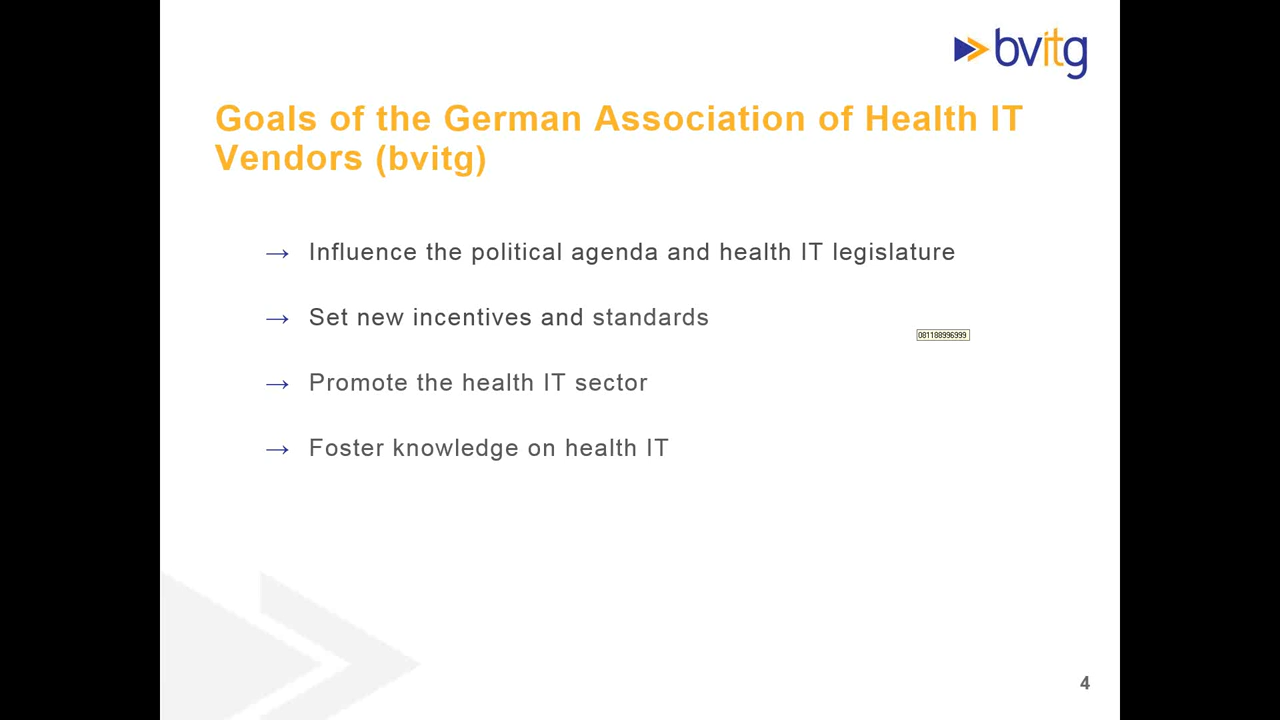 bvitg
Goals of the German Association of Health IT
Vendors (bvitg)
→ Influence the political agenda and health IT legislature
→ Set new incentives and standards
081188996999
→ Promote the health IT sector
→ Foster knowledge on health IT
4